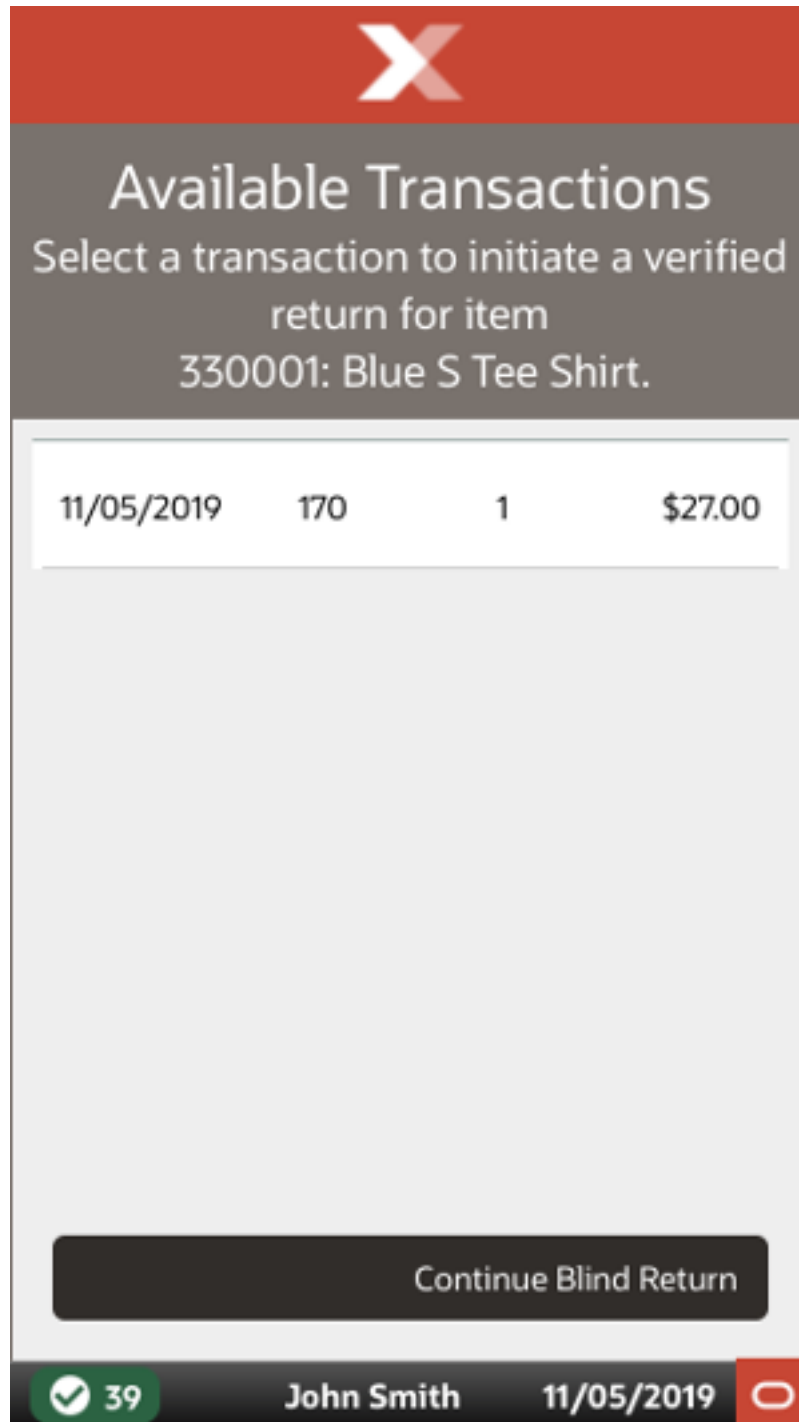 Available Transactions
Select a transaction to initiate a verified
return for item
330001: Blue S Tee Shirt.
11/05/2019 170 1 $27.00
Continue Blind Return
39 John Smith 11/05/2019